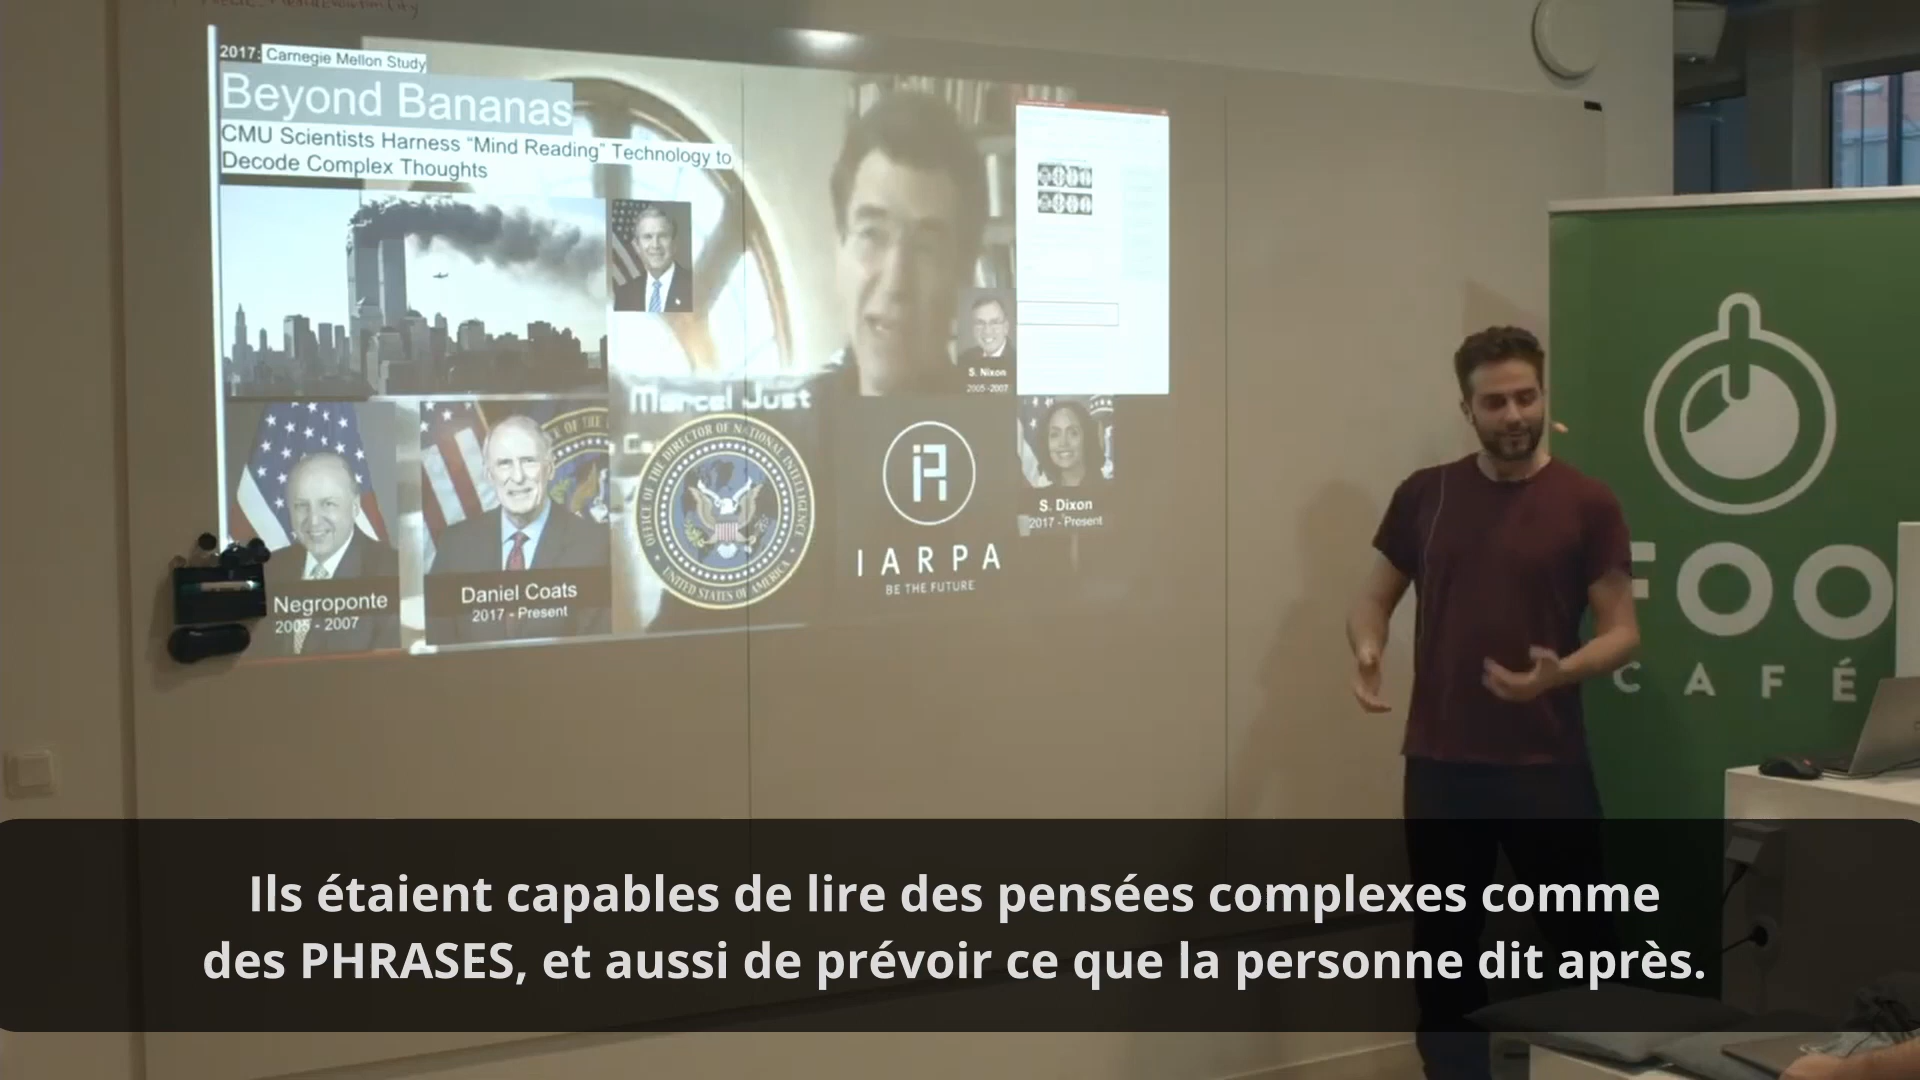 2017: Carnegie Mellon Study
Beyond Bananas
CMU Scientists Harness “Mind Reading” Technology to
Decode Complex Thoughts
Marcel Just
S. Nixon
2005 -2007
OFFICE OF THE DIRECTOR OF NATIONAL INTELLIGENCE
UNITED STATES OF AMERICA
IARPA
BE THE FUTURE
S. Dixon
2017 - Present
Negroponte
2005 - 2007
Daniel Coats
2017 - Present
FOO
CAFÉ
Ils étaient capables de lire des pensées complexes comme
des PHRASES, et aussi de prévoir ce que la personne dit après.